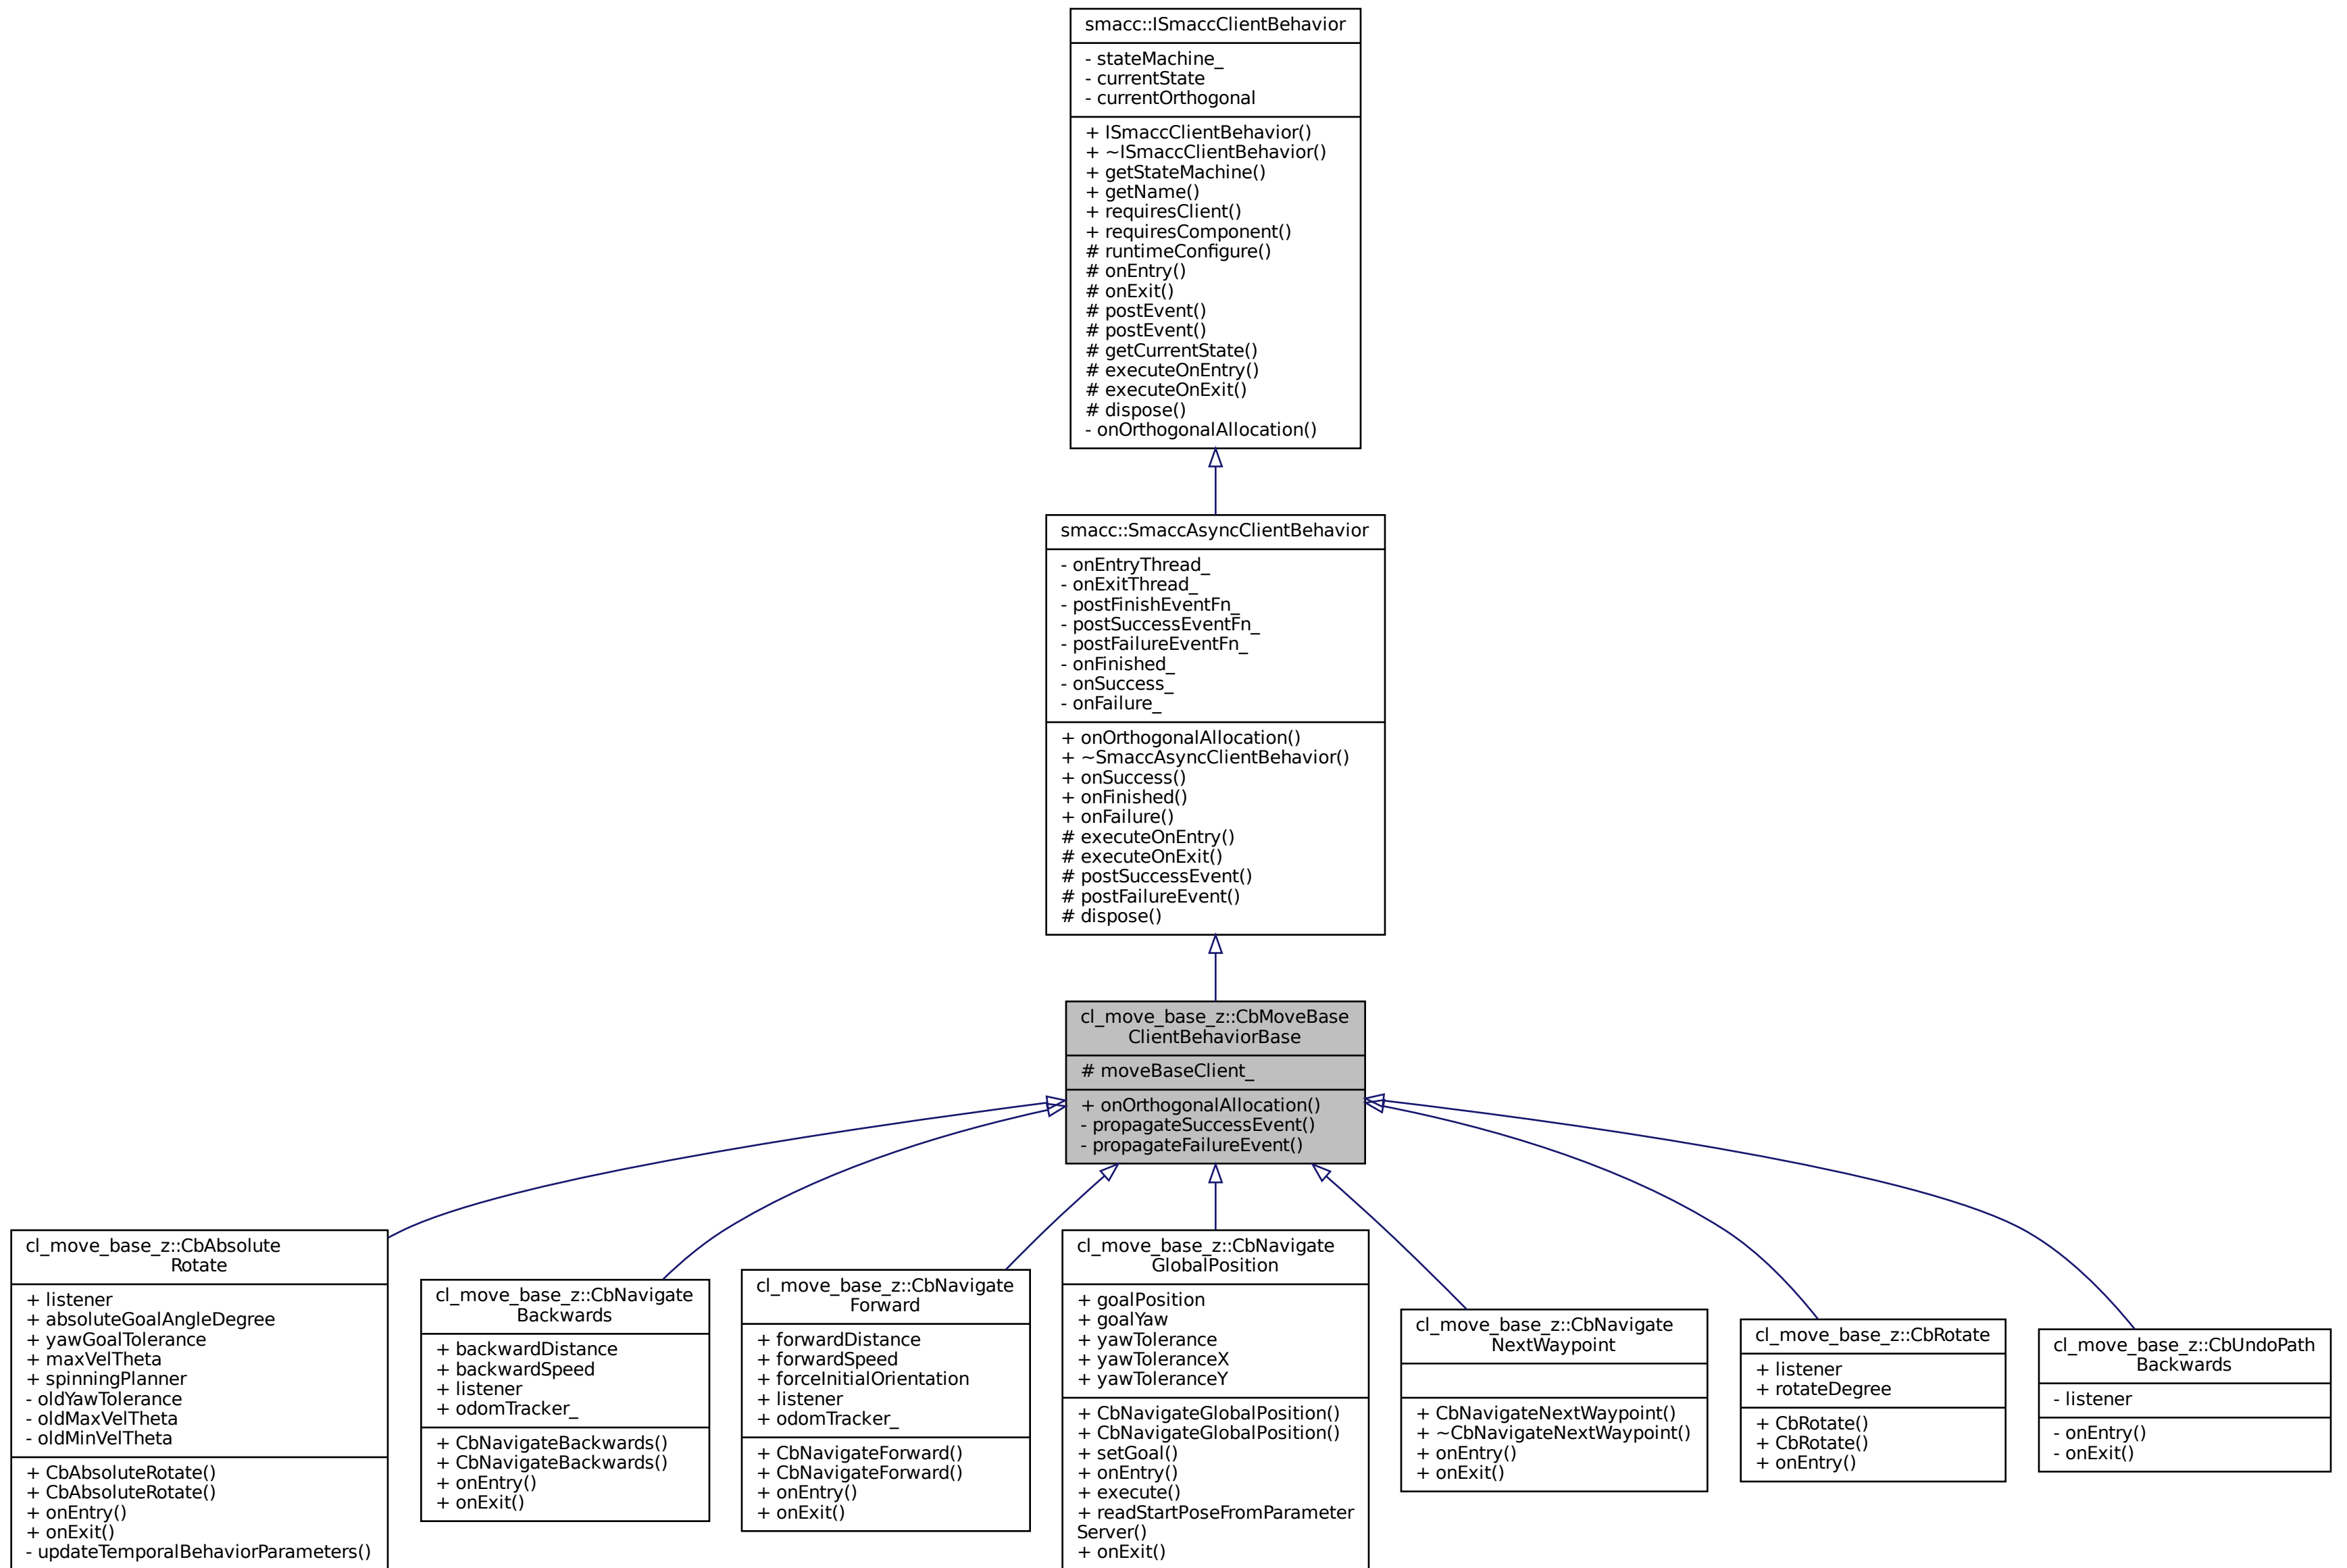 smacc::ISmaccClientBehavior
- stateMachine_
- currentState
- currentOrthogonal
+ ISmaccClientBehavior()
+ ~ISmaccClientBehavior()
+ getStateMachine()
+ getName()
+ requiresClient()
+ requiresComponent()
# runtimeConfigure()
# onEntry()
# onExit()
# postEvent()
# postEvent()
# getCurrentState()
# executeOnEntry()
# executeOnExit()
# dispose()
- onOrthogonalAllocation()
smacc::SmaccAsyncClientBehavior
- onEntryThread_
- onExitThread_
- postFinishEventFn_
- postSuccessEventFn_
- postFailureEventFn_
- onFinished_
- onSuccess_
- onFailure_
+ onOrthogonalAllocation()
+ ~SmaccAsyncClientBehavior()
+ onSuccess()
+ onFinished()
+ onFailure()
# executeOnEntry()
# executeOnExit()
# postSuccessEvent()
# postFailureEvent()
# dispose()
cl_move_base_z::CbMoveBase
ClientBehaviorBase
# moveBaseClient_
+ onOrthogonalAllocation()
- propagateSuccessEvent()
- propagateFailureEvent()
cl_move_base_z::CbAbsolute
Rotate
+ listener
+ absoluteGoalAngleDegree
+ yawGoalTolerance
+ maxVelTheta
+ spinningPlanner
- oldYawTolerance
- oldMaxVelTheta
- oldMinVelTheta
+ CbAbsoluteRotate()
+ CbAbsoluteRotate()
+ onEntry()
+ onExit()
- updateTemporalBehaviorParameters()
cl_move_base_z::CbNavigate
Backwards
+ backwardDistance
+ backwardSpeed
+ listener
+ odomTracker_
+ CbNavigateBackwards()
+ CbNavigateBackwards()
+ onEntry()
+ onExit()
cl_move_base_z::CbNavigate
Forward
+ forwardDistance
+ forwardSpeed
+ forceInitialOrientation
+ listener
+ odomTracker_
+ CbNavigateForward()
+ CbNavigateForward()
+ onEntry()
+ onExit()
cl_move_base_z::CbNavigate
GlobalPosition
+ goalPosition
+ goalYaw
+ yawTolerance
+ yawToleranceX
+ yawToleranceY
+ CbNavigateGlobalPosition()
+ CbNavigateGlobalPosition()
+ setGoal()
+ onEntry()
+ execute()
+ readStartPoseFromParameter
Server()
+ onExit()
cl_move_base_z::CbNavigate
NextWaypoint
+ CbNavigateNextWaypoint()
+ ~CbNavigateNextWaypoint()
+ onEntry()
+ onExit()
cl_move_base_z::CbRotate
+ listener
+ rotateDegree
+ CbRotate()
+ CbRotate()
+ onEntry()
cl_move_base_z::CbUndoPath
Backwards
- listener
- onEntry()
- onExit()